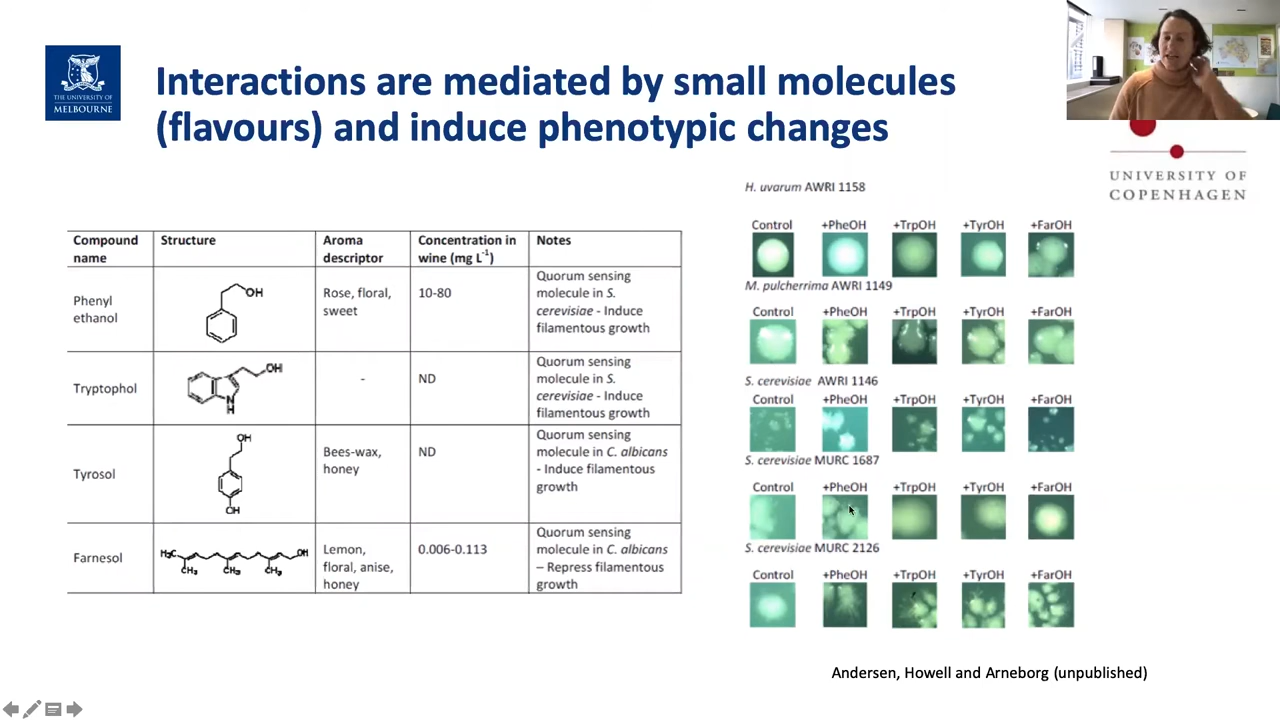 THE UNIVERSITY OF
MELBOURNE
Interactions are mediated by small molecules
(flavours) and induce phenotypic changes
UNIVERSITY OF
COPENHAGEN
Compound name
Structure
Aroma descriptor
Concentration in wine (mg L⁻¹)
Notes
Phenyl
ethanol
OH
Rose, floral,
sweet
10-80
Quorum sensing
molecule in S.
cerevisiae - Induce
filamentous growth
Tryptophol
OH
N
H
-
ND
Quorum sensing
molecule in S.
cerevisiae - Induce
filamentous growth
Tyrosol
OH
OH
Bees-wax,
honey
ND
Quorum sensing
molecule in C. albicans
- Induce filamentous
growth
Farnesol
H₃C
CH₃
CH₃
CH₃
OH
Lemon,
floral, anise,
honey
0.006-0.113
Quorum sensing
molecule in C. albicans
– Repress filamentous
growth
H. uvarum AWRI 1158
Control +PheOH +TrpOH +TyrOH +FarOH
M. pulcherrima AWRI 1149
Control +PheOH +TrpOH +TyrOH +FarOH
S. cerevisiae AWRI 1146
Control +PheOH +TrpOH +TyrOH +FarOH
S. cerevisiae MURC 1687
Control +PheOH +TrpOH +TyrOH +FarOH
S. cerevisiae MURC 2126
Control +PheOH +TrpOH +TyrOH +FarOH
Andersen, Howell and Arneborg (unpublished)